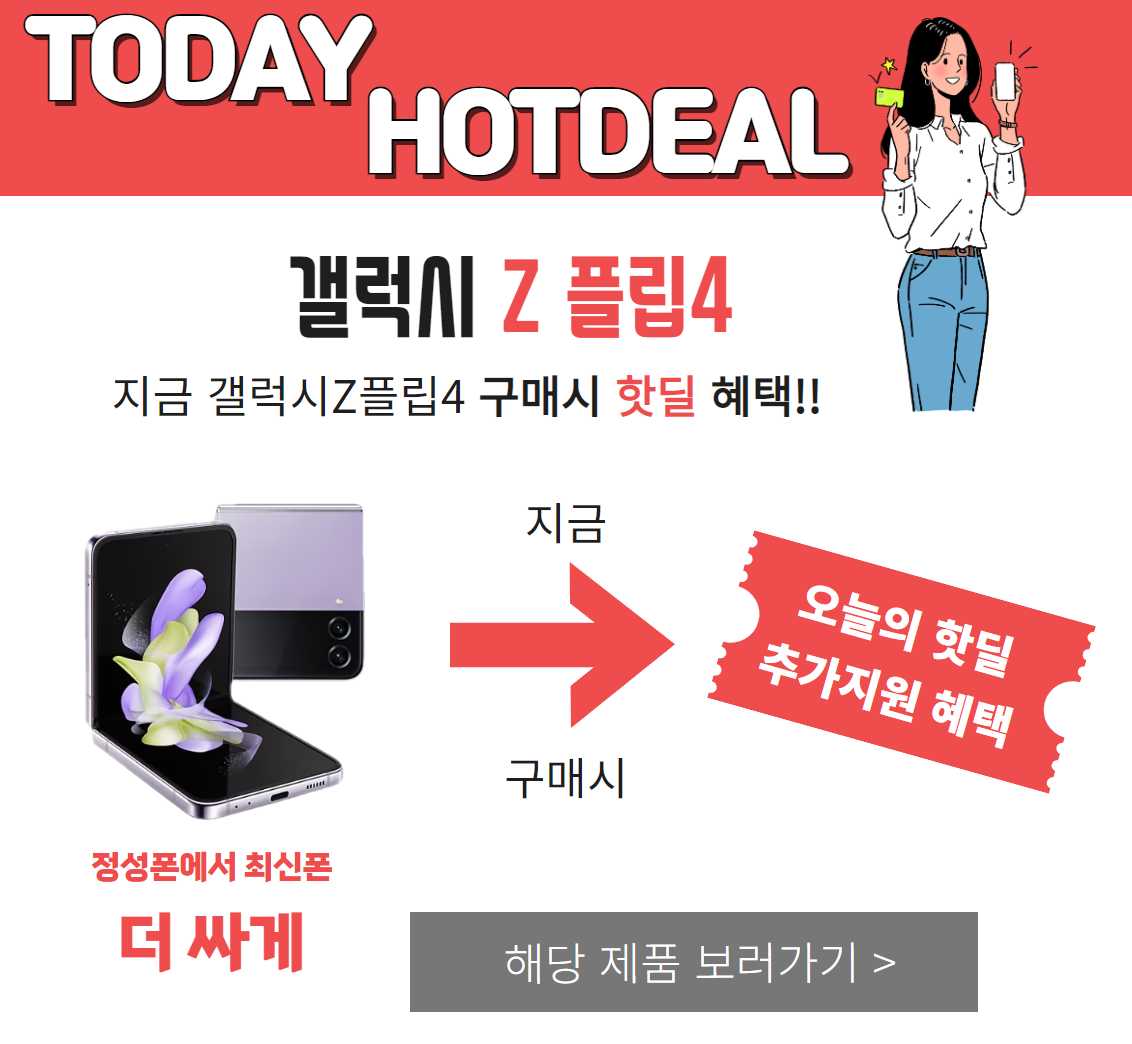 TODAY
HOTDEAL
갤럭시 Z 플립4
지금 갤럭시Z플립4 구매시 핫딜 혜택!!
지금
오늘의 핫딜
추가지원 혜택
구매시
정성폰에서 최신폰
더 싸게
해당 제품 보러가기 >